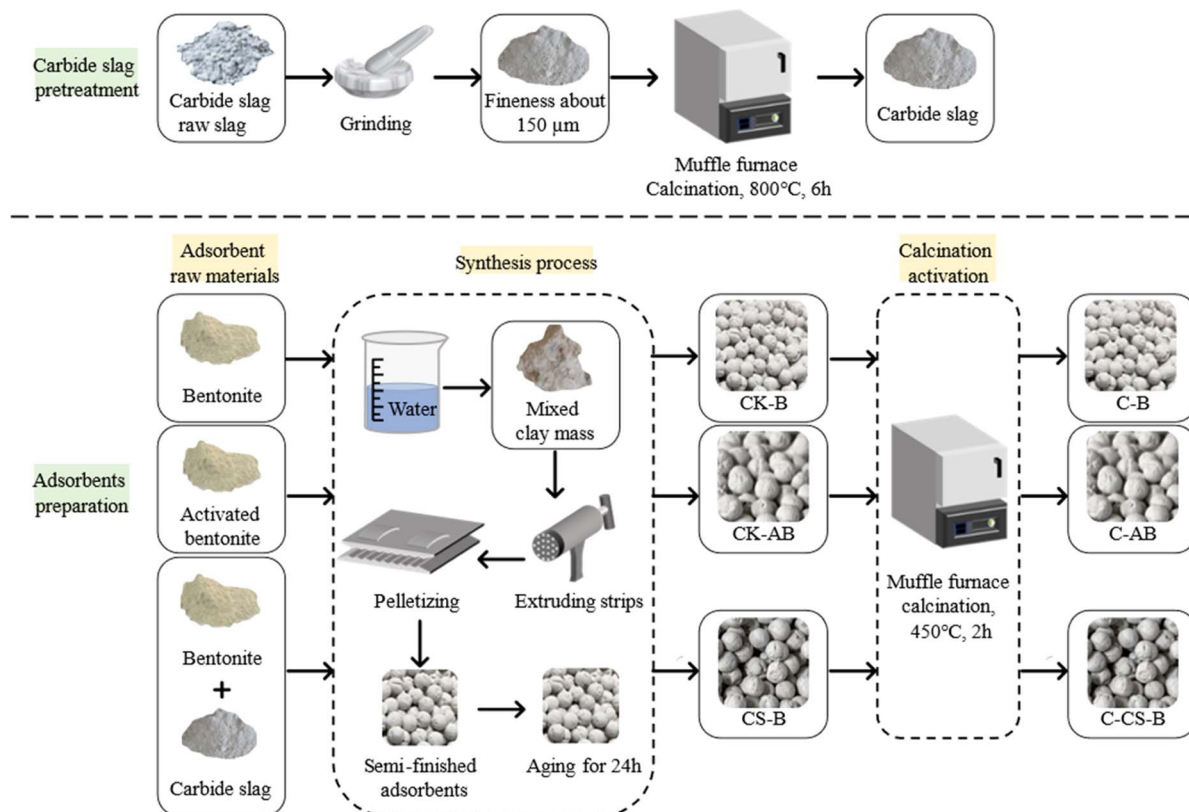 Carbide slag
pretreatment
Carbide slag
raw slag
Grinding
Fineness about
150 µm
Muffle furnace
Calcination, 800℃, 6h
Carbide slag
Adsorbent
raw materials
Synthesis process
Calcination
activation
Adsorbents
preparation
Bentonite
Activated
bentonite
Bentonite
+
Carbide slag
Water
Mixed
clay mass
Pelletizing
Extruding strips
Semi-finished
adsorbents
Aging for 24h
CK-B
CK-AB
CS-B
Muffle furnace
calcination,
450℃, 2h
C-B
C-AB
C-CS-B